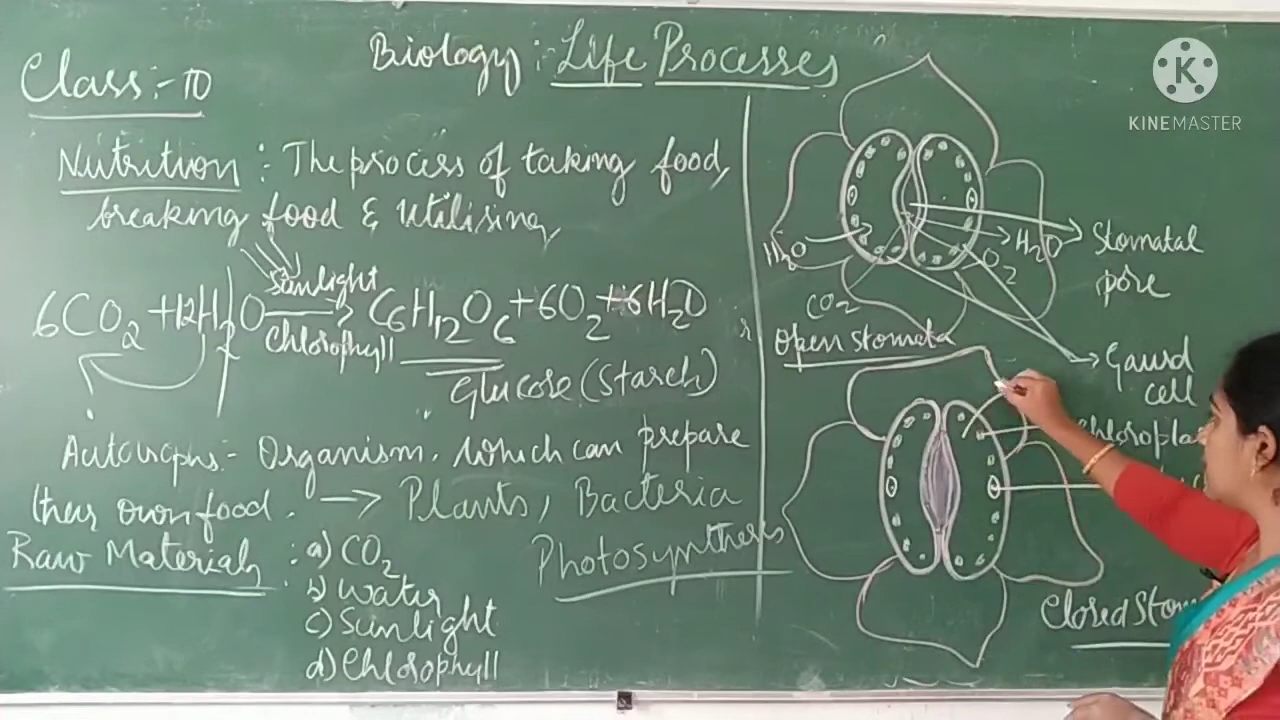 Biology : Life Processes
Class:- 10
Nutrition : The process of taking food,
breaking food & utilising
Sunlight
6CO2 + 12H2O → C6H12O6 + 6O2 + 6H2O
Chlorophyll
Glucose (Starch)
Autotrophs:- Organism. which can prepare
their own food. → Plants, Bacteria
Raw Materials : a) CO2
b) Water
c) Sunlight
d) Chlorophyll
Photosynthesis
H2O
CO2
H2O
O2
Stomatal
pore
Open Stomata
Gaurd
cell
Chloropla
Closed Stom
KINEMASTER